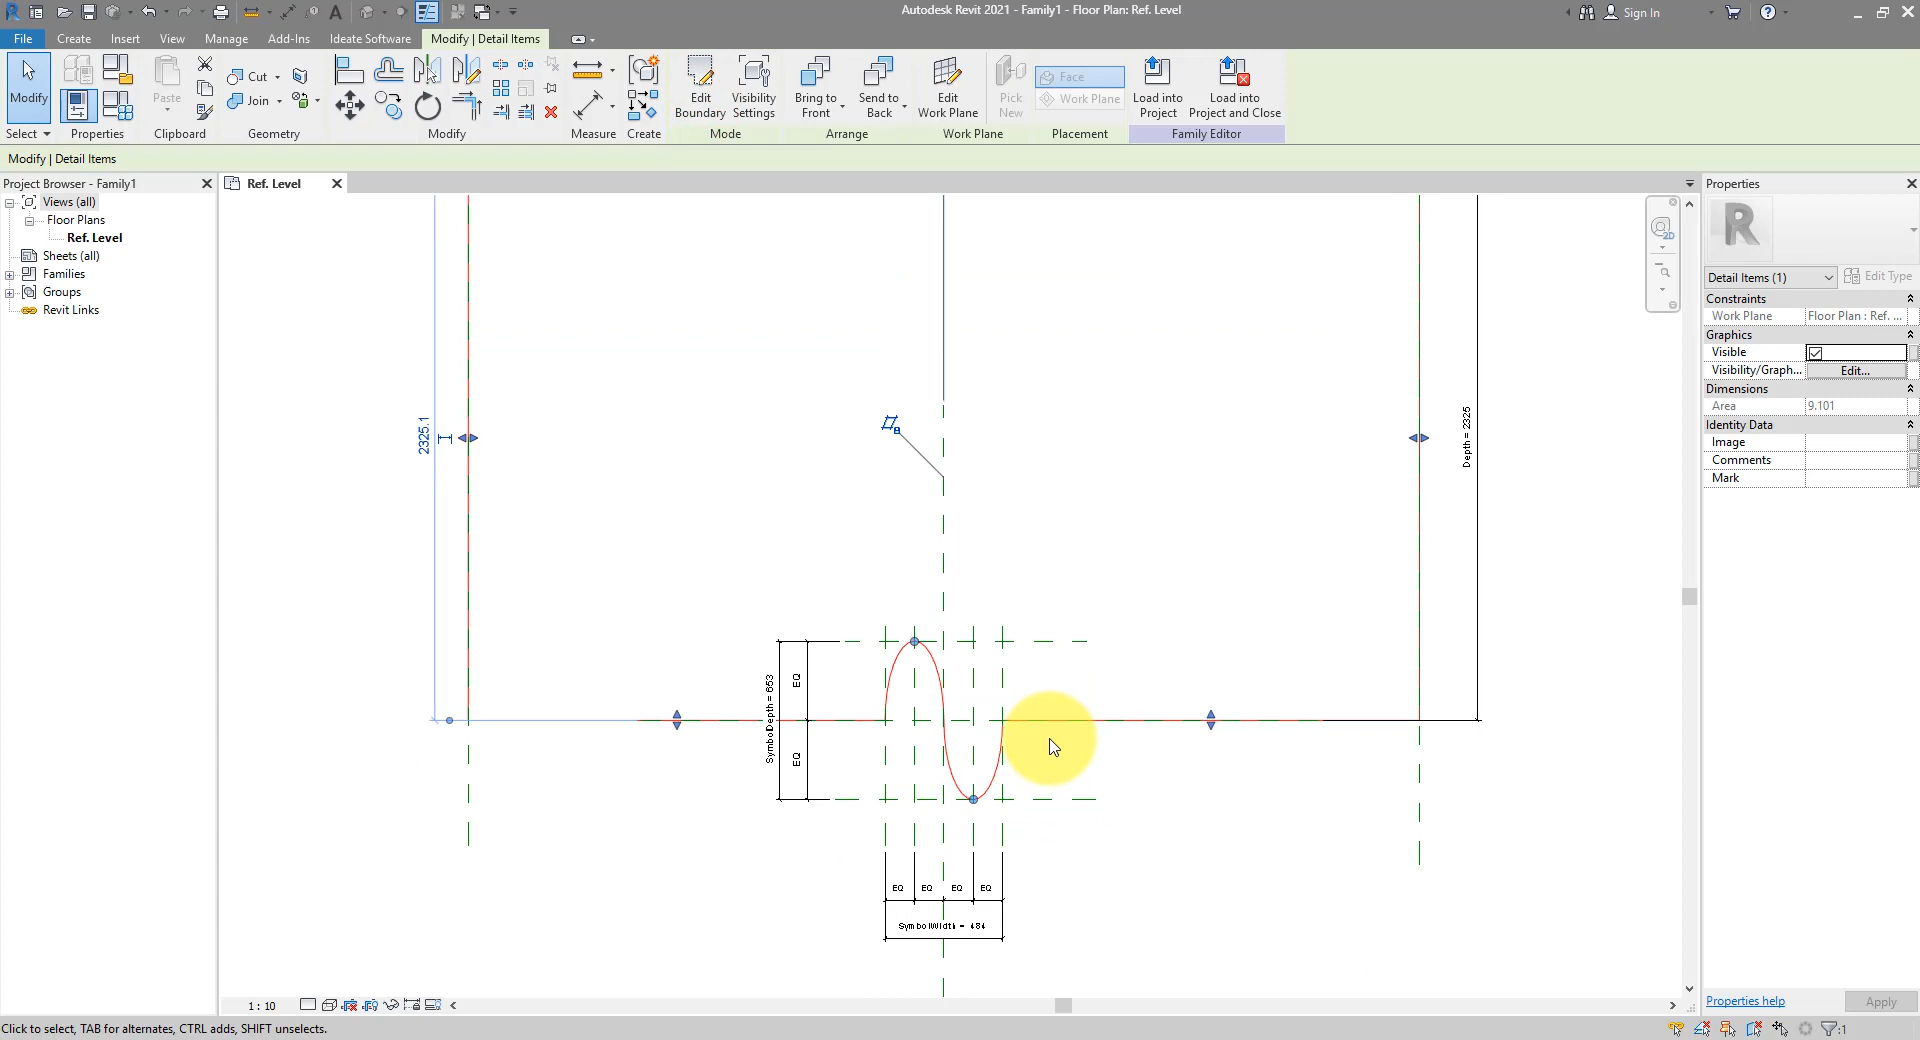 Autodesk Revit 2021 - Family1 - Floor Plan: Ref. Level
Sign In
File
Create
Insert
View
Manage
Add-Ins
Ideate Software
Modify | Detail Items
Modify
Select
Properties
Paste
Clipboard
Cut
Join
Geometry
Modify
Measure
Create
Edit
Boundary
Visibility
Settings
Mode
Bring to
Front
Send to
Back
Arrange
Edit
Work Plane
Work Plane
Pick
New
Face
Work Plane
Placement
Load into
Project
Load into
Project and Close
Family Editor
Modify | Detail Items
Project Browser - Family1
Views (all)
Floor Plans
Ref. Level
Sheets (all)
Families
Groups
Revit Links
Ref. Level
2325.1
Depth = 2325
SymbolDepth = 653
EQ
EQ
EQ
EQ
EQ
EQ
SymbolWidth = 484
2D
Properties
R
Detail Items (1)
Edit Type
Constraints
Work Plane
Floor Plan : Ref. ...
Graphics
Visible
Visibility/Graph...
Edit...
Dimensions
Area
9.101
Identity Data
Image
Comments
Mark
Properties help
Apply
1 : 10
Click to select, TAB for alternates, CTRL adds, SHIFT unselects.
:1